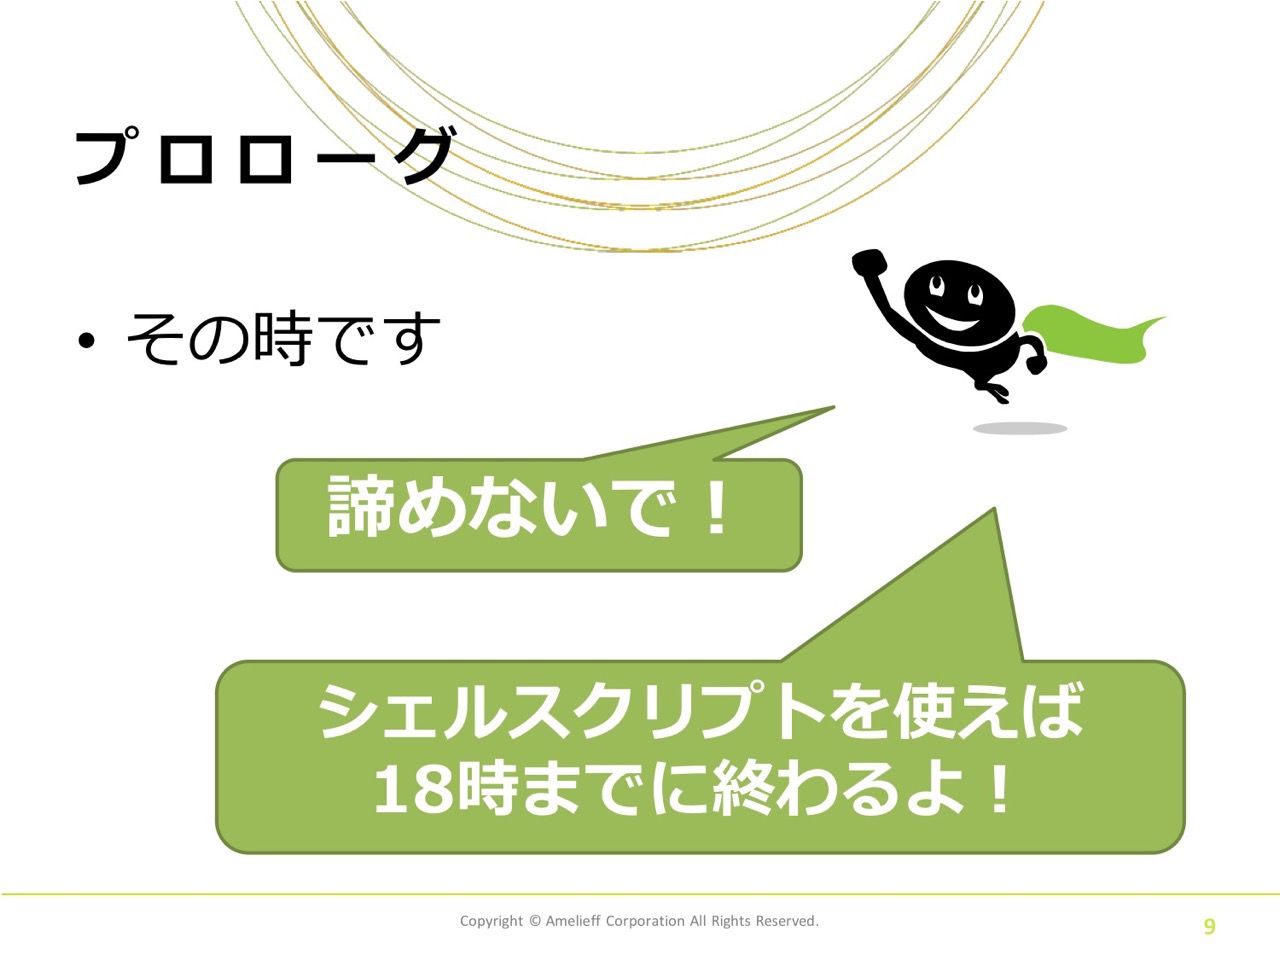 プロローグ
• その時です
諦めないで！
シェルスクリプトを使えば
18時までに終わるよ！
Copyright © Amelieff Corporation All Rights Reserved.
9